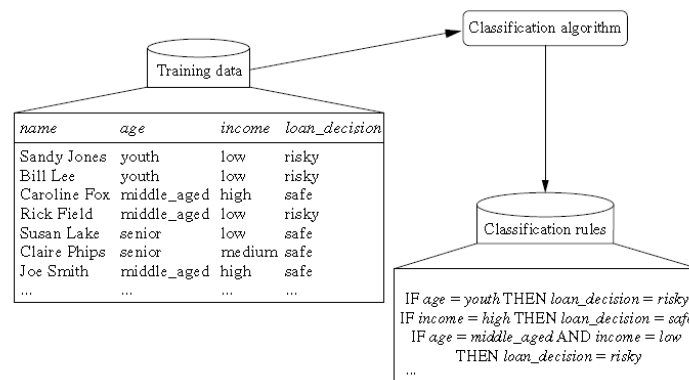 Classification algorithm
Training data
name age income loan_decision
Sandy Jones youth low risky
Bill Lee youth low risky
Caroline Fox middle_aged high safe
Rick Field middle_aged low risky
Susan Lake senior low safe
Claire Phips senior medium safe
Joe Smith middle_aged high safe
... ... ... ...
Classification rules
IF age = youth THEN loan_decision = risky
IF income = high THEN loan_decision = safe
IF age = middle_aged AND income = low
THEN loan_decision = risky
...